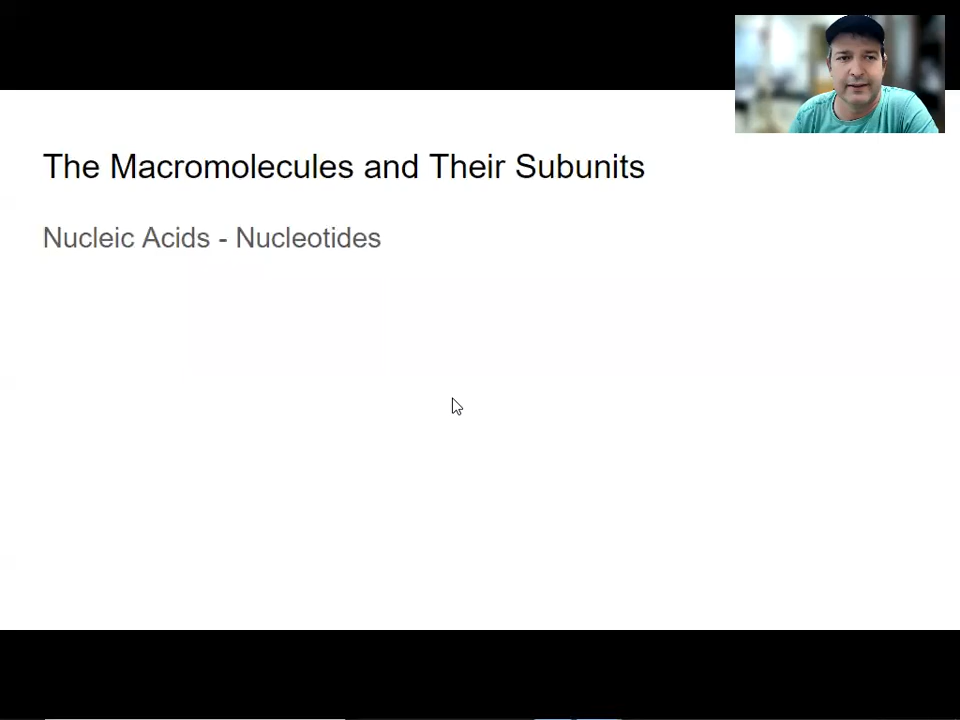 The Macromolecules and Their Subunits
Nucleic Acids - Nucleotides